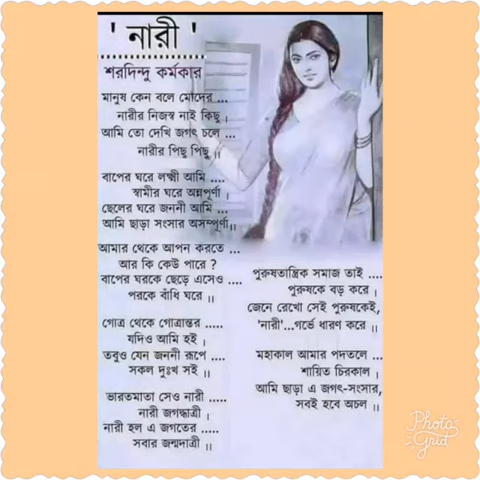 ' নারী '
শরদিন্দু কর্মকার
মানুষ কেন বলে মোদের ...
নারীর নিজস্ব নাই কিছু ।
আমি তো দেখি জগৎ চলে ...
নারীর পিছু পিছু ।।
বাপের ঘরে লক্ষ্মী আমি ....
স্বামীর ঘরে অন্নপূর্ণা ।
ছেলের ঘরে জননী আমি ...
আমি ছাড়া সংসার অসম্পূর্ণা।।
আমার থেকে আপন করতে ...
আর কি কেউ পারে ?
বাপের ঘরকে ছেড়ে এসেও ....
পরকে বাঁধি ঘরে ।।
গোত্র থেকে গোত্রান্তর .....
যদিও আমি হই ।
তবুও যেন জননী রূপে ....
সকল দুঃখ সই ।।
ভারতমাতা সেও নারী .....
নারী জগদ্ধাত্রী ।
নারী হল এ জগতের .....
সবার জন্মদাত্রী ।।
পুরুষতান্ত্রিক সমাজ তাই ....
পুরুষকে বড় করে ।
জেনে রেখো সেই পুরুষকেই,
'নারী'...গর্ভে ধারণ করে ।।
মহাকাল আমার পদতলে ...
শায়িত চিরকাল ।
আমি ছাড়া এ জগৎ-সংসার,
সবই হবে অচল ।।
Photo
Grid